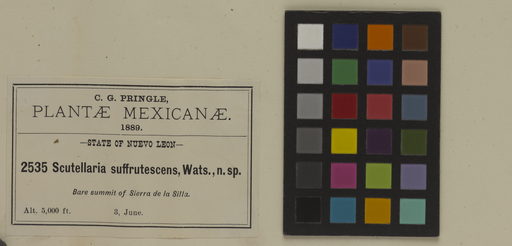 C. G. PRINGLE,
PLANTÆ MEXICANÆ.
1889.
—STATE OF NUEVO LEON—
2535 Scutellaria suffrutescens, Wats., n. sp.
Bare summit of Sierra de la Silla.
Alt. 5,000 ft. 3, June.